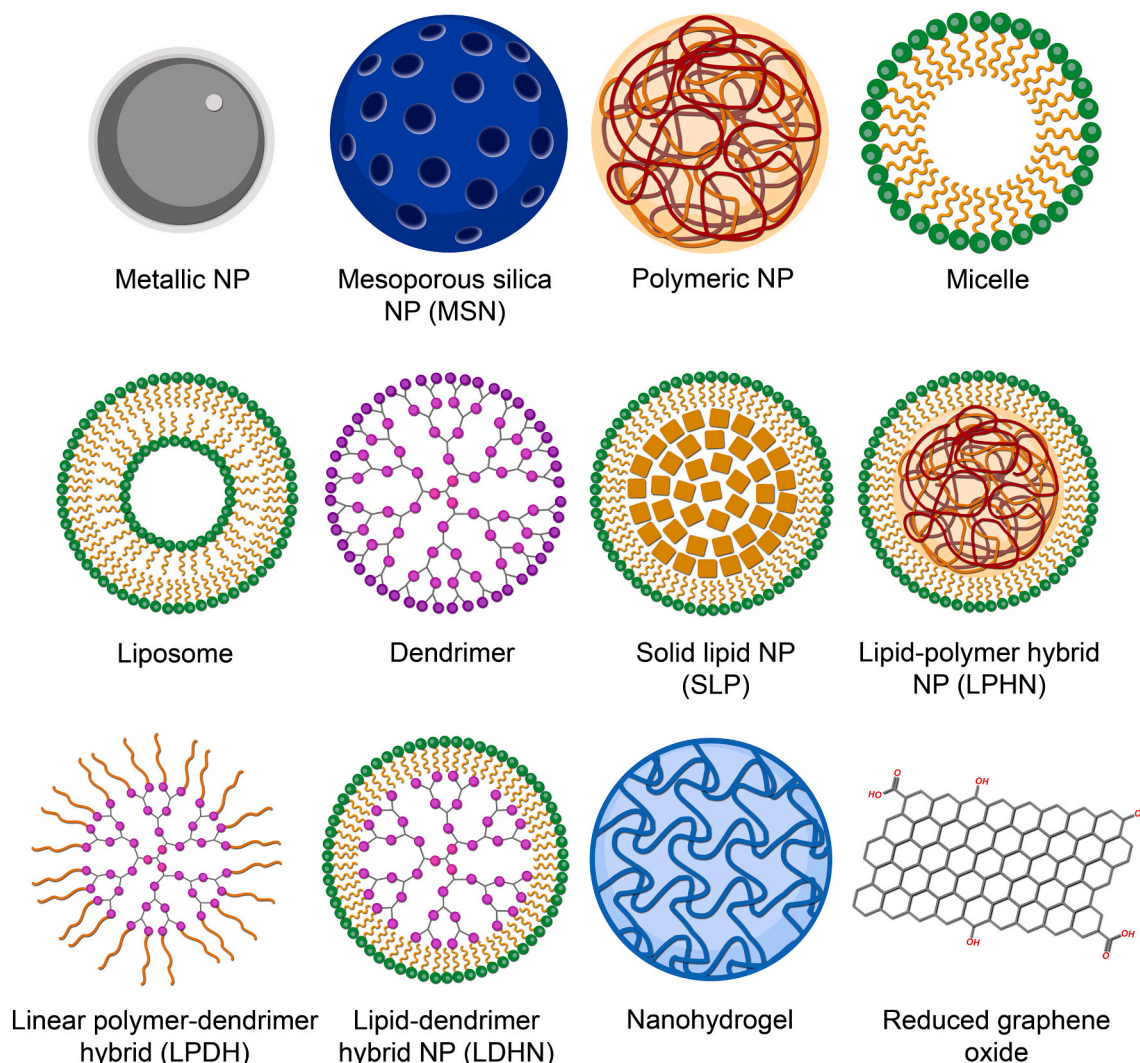 Metallic NP
Mesoporous silica
NP (MSN)
Polymeric NP
Micelle
Liposome
Dendrimer
Solid lipid NP
(SLP)
Lipid-polymer hybrid
NP (LPHN)
O
HO
OH
O
OH
OH
O
Linear polymer-dendrimer
hybrid (LPDH)
Lipid-dendrimer
hybrid NP (LDHN)
Nanohydrogel
Reduced graphene
oxide